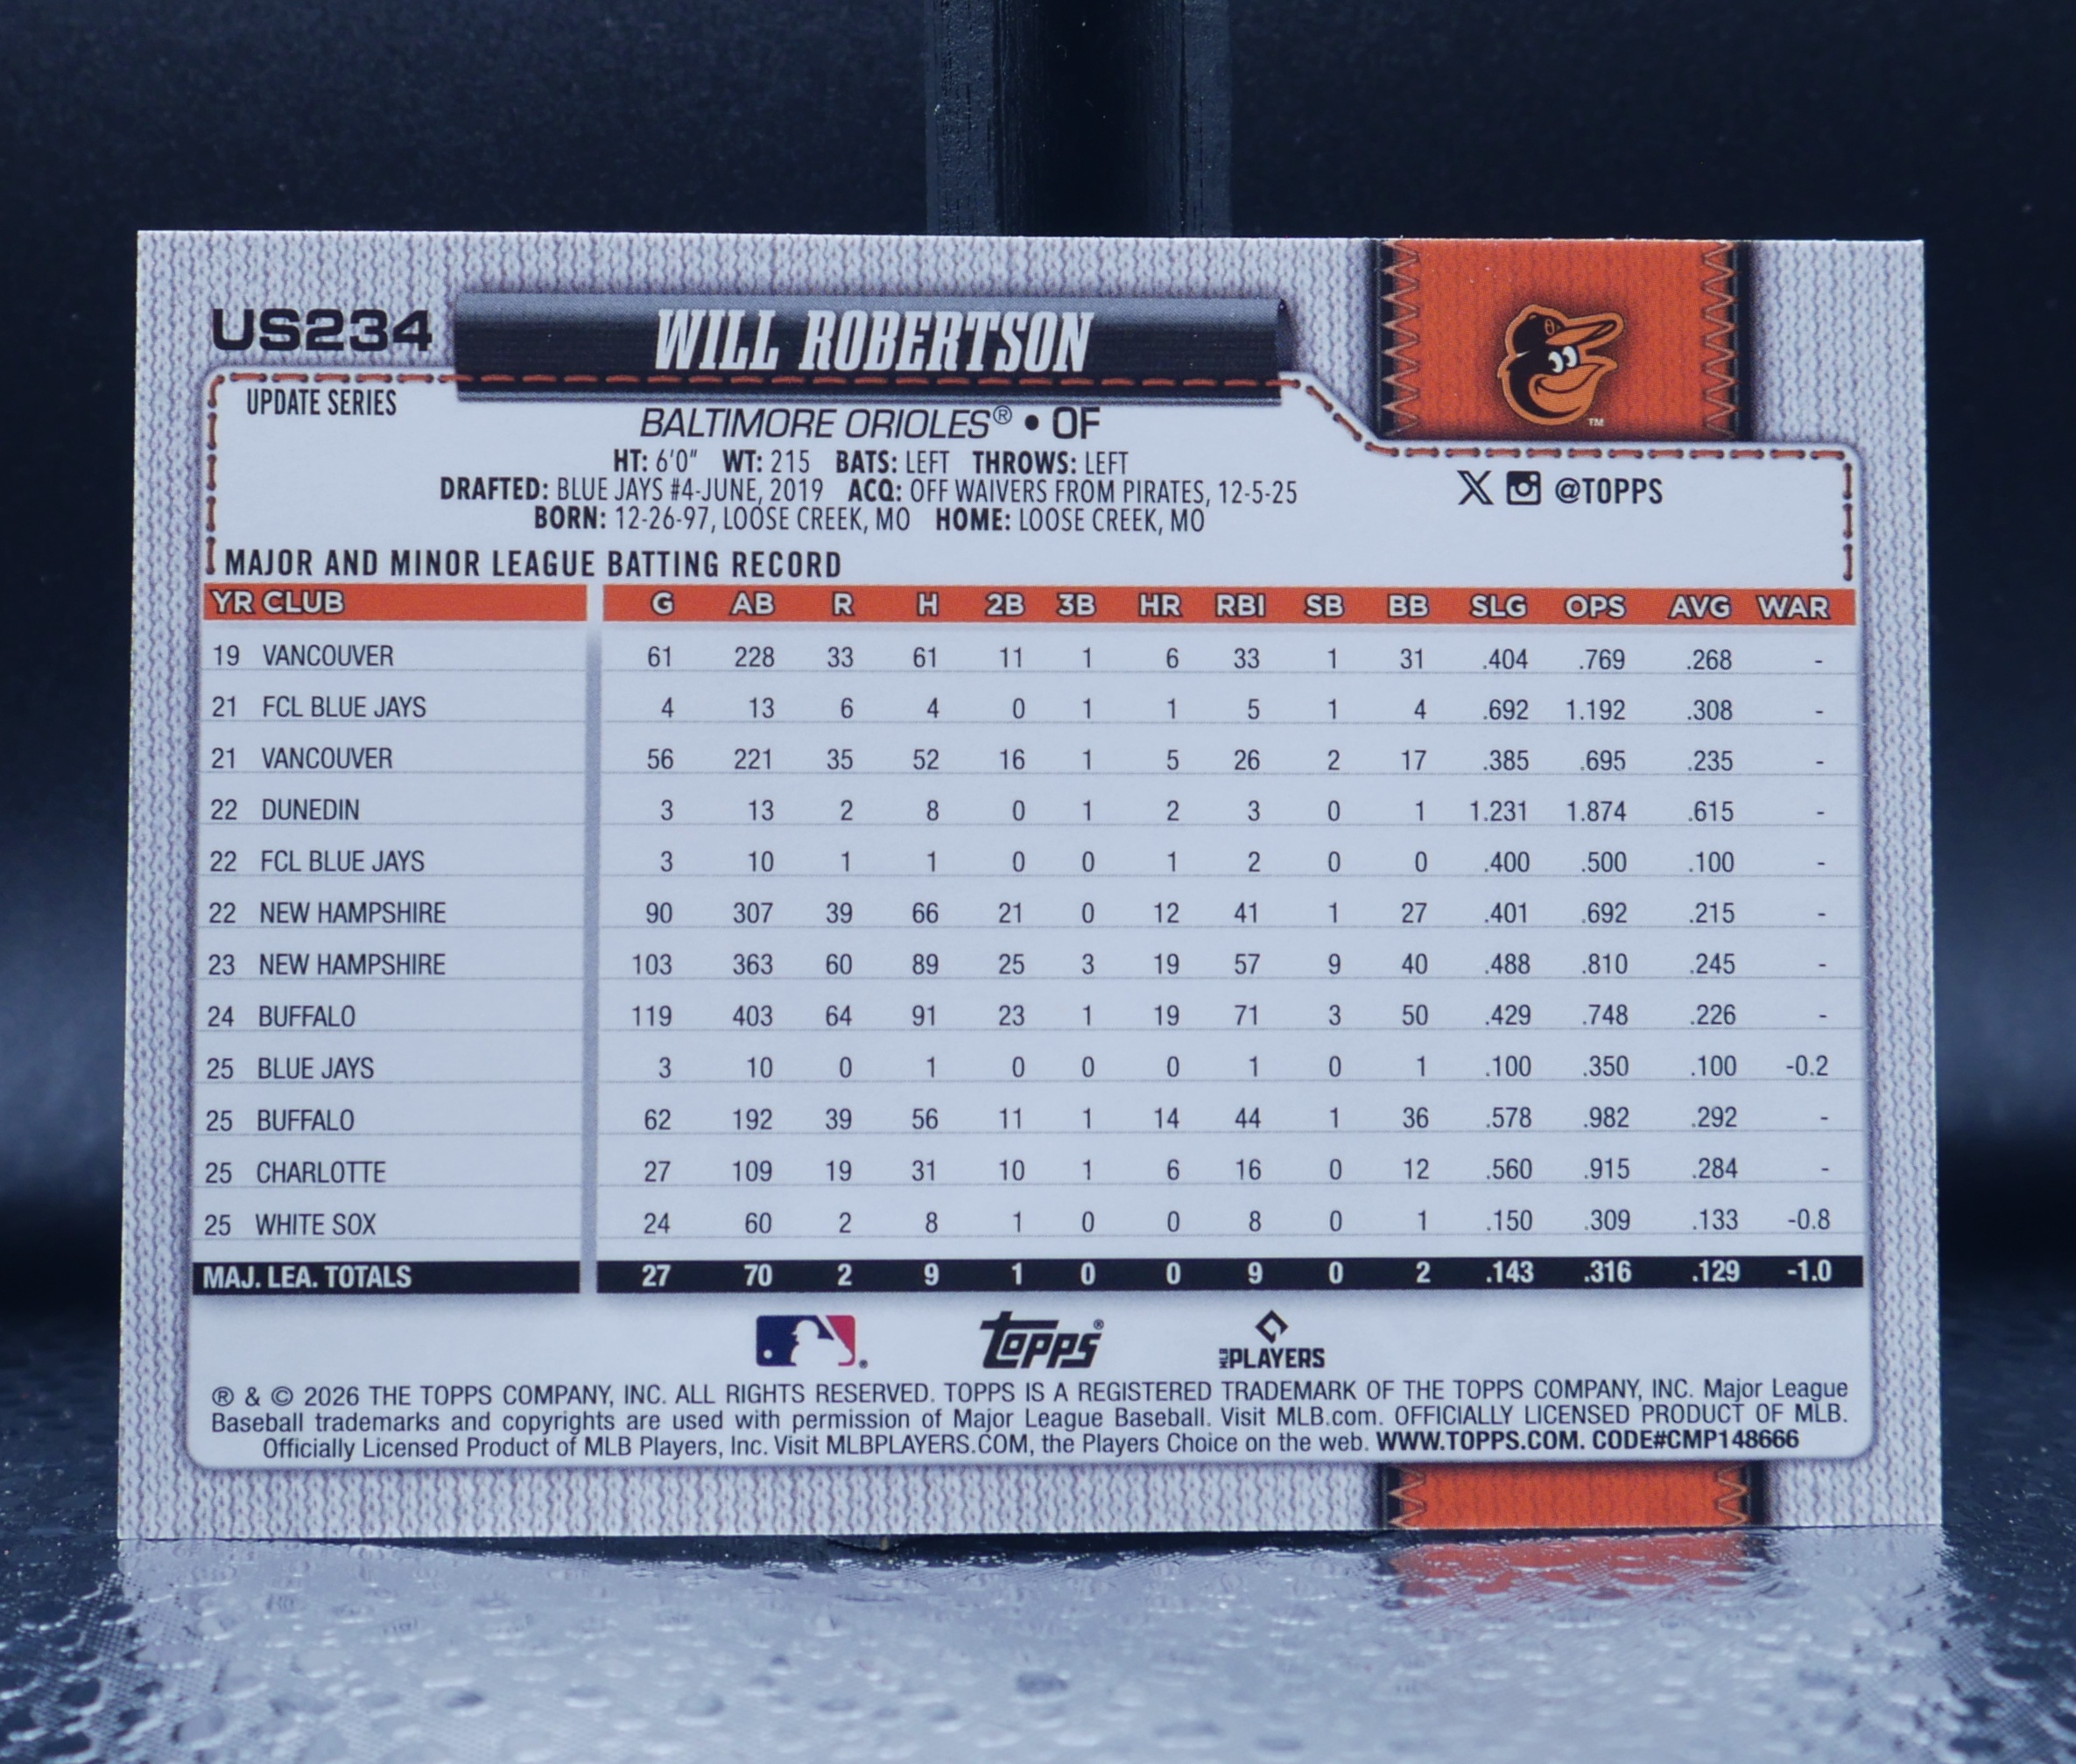 US234 WILL ROBERTSON
UPDATE SERIES
BALTIMORE ORIOLES® • OF
HT: 6'0" WT: 215 BATS: LEFT THROWS: LEFT
DRAFTED: BLUE JAYS #4-JUNE, 2019 ACQ: OFF WAIVERS FROM PIRATES, 12-5-25
BORN: 12-26-97, LOOSE CREEK, MO HOME: LOOSE CREEK, MO
TM
@TOPPS
MAJOR AND MINOR LEAGUE BATTING RECORD
YR CLUB G AB R H 2B 3B HR RBI SB BB SLG OPS AVG WAR
19 VANCOUVER 61 228 33 61 11 1 6 33 1 31 .404 .769 .268 -
21 FCL BLUE JAYS 4 13 6 4 0 1 1 5 1 4 .692 1.192 .308 -
21 VANCOUVER 56 221 35 52 16 1 5 26 2 17 .385 .695 .235 -
22 DUNEDIN 3 13 2 8 0 1 2 3 0 1 1.231 1.874 .615 -
22 FCL BLUE JAYS 3 10 1 1 0 0 1 2 0 0 .400 .500 .100 -
22 NEW HAMPSHIRE 90 307 39 66 21 0 12 41 1 27 .401 .692 .215 -
23 NEW HAMPSHIRE 103 363 60 89 25 3 19 57 9 40 .488 .810 .245 -
24 BUFFALO 119 403 64 91 23 1 19 71 3 50 .429 .748 .226 -
25 BLUE JAYS 3 10 0 1 0 0 0 1 0 1 .100 .350 .100 -0.2
25 BUFFALO 62 192 39 56 11 1 14 44 1 36 .578 .982 .292 -
25 CHARLOTTE 27 109 19 31 10 1 6 16 0 12 .560 .915 .284 -
25 WHITE SOX 24 60 2 8 1 0 0 8 0 1 .150 .309 .133 -0.8
MAJ. LEA. TOTALS 27 70 2 9 1 0 0 9 0 2 .143 .316 .129 -1.0
topps® MLB PLAYERS
® & © 2026 THE TOPPS COMPANY, INC. ALL RIGHTS RESERVED. TOPPS IS A REGISTERED TRADEMARK OF THE TOPPS COMPANY, INC. Major League
Baseball trademarks and copyrights are used with permission of Major League Baseball. Visit MLB.com. OFFICIALLY LICENSED PRODUCT OF MLB.
Officially Licensed Product of MLB Players, Inc. Visit MLBPLAYERS.COM, the Players Choice on the web. WWW.TOPPS.COM. CODE#CMP148666